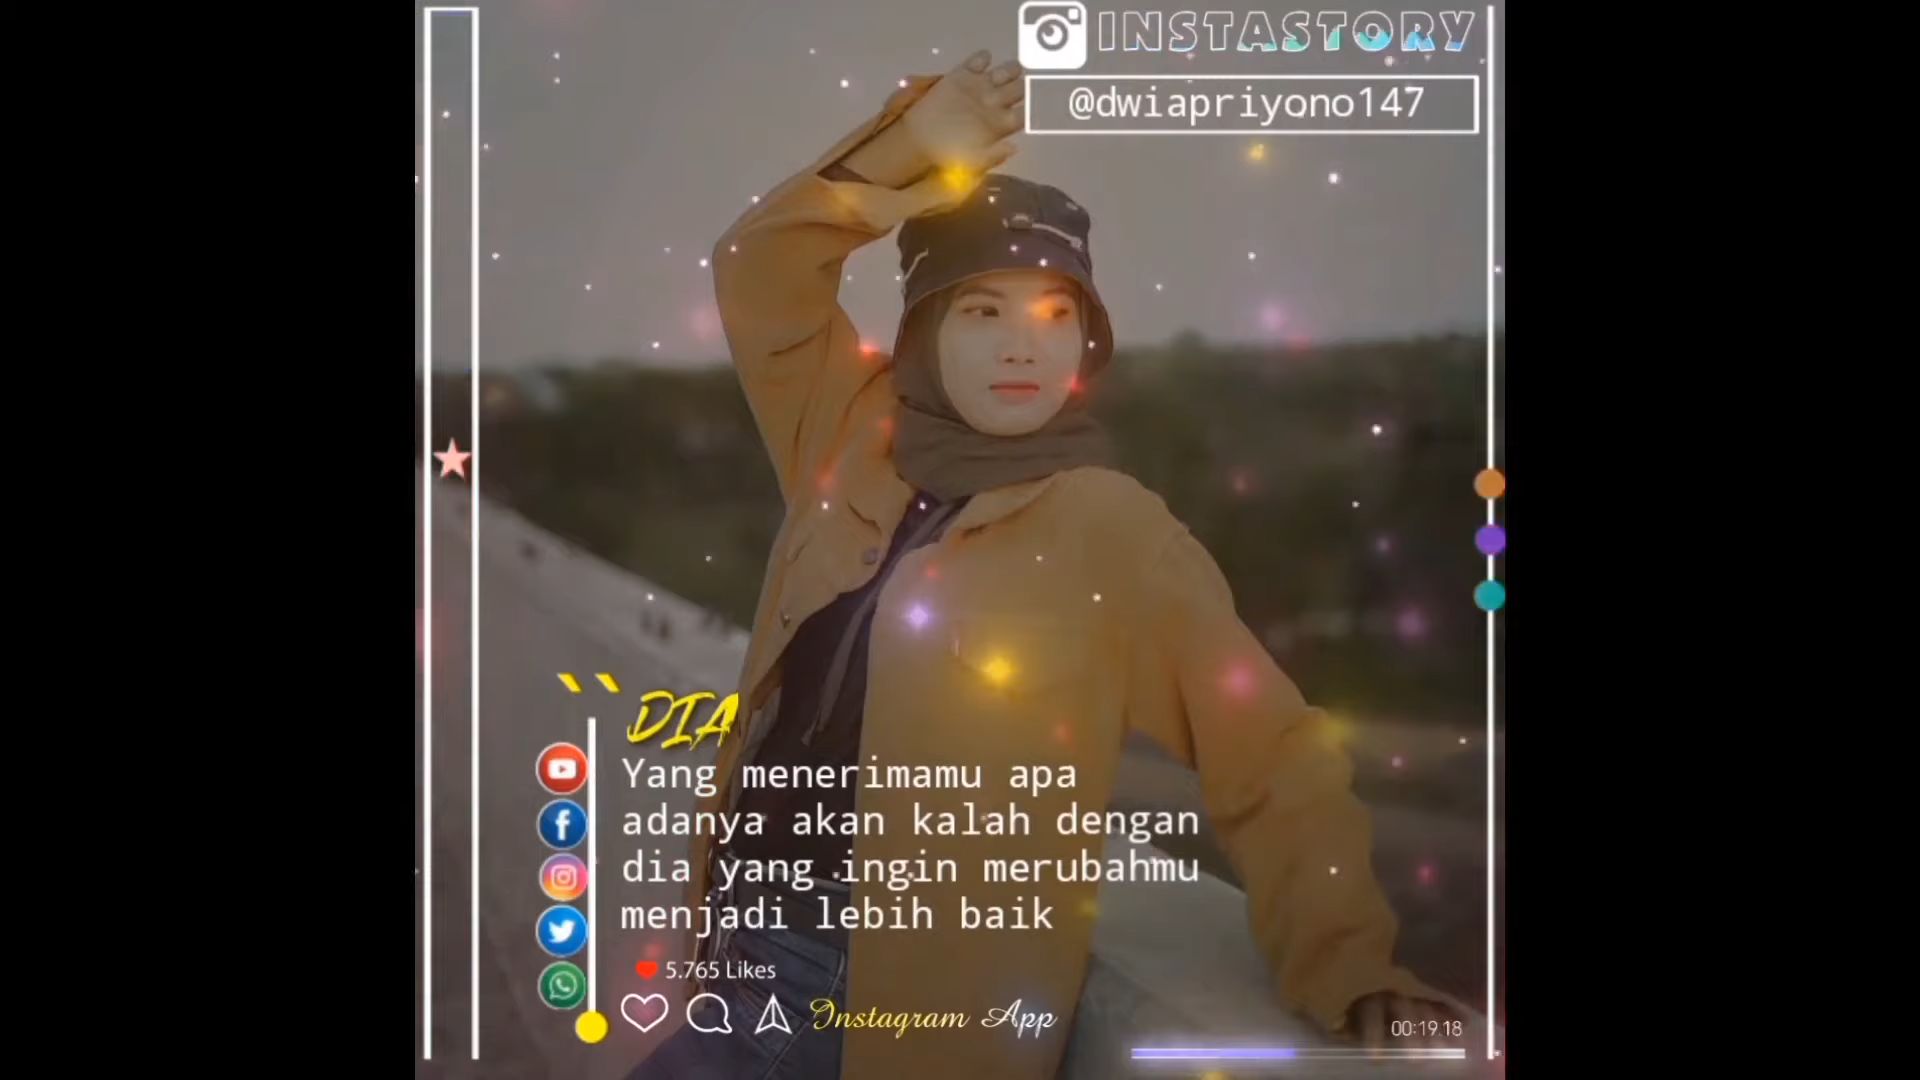 INSTASTORY
@dwiapriyono147
DIA
Yang menerimamu apa
adanya akan kalah dengan
dia yang ingin merubahmu
menjadi lebih baik
5.765 Likes
Instagram App
00:19.18